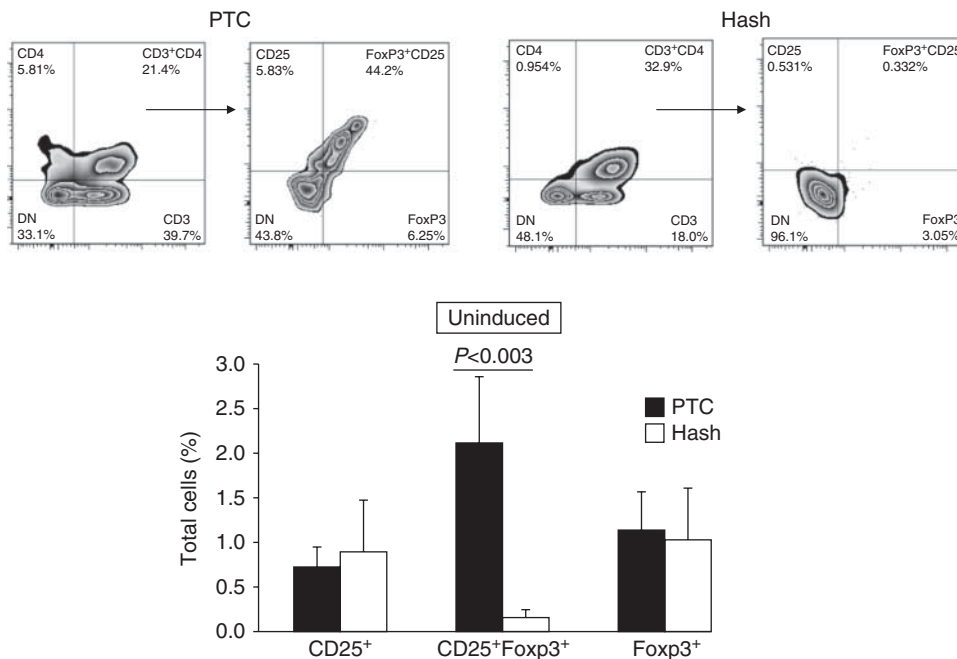 PTC
Hash
CD4
5.81%
CD3+CD4
21.4%
DN
33.1%
CD3
39.7%
CD25
5.83%
FoxP3+CD25
44.2%
DN
43.8%
FoxP3
6.25%
CD4
0.954%
CD3+CD4
32.9%
DN
48.1%
CD3
18.0%
CD25
0.531%
FoxP3+CD25
0.332%
DN
96.1%
FoxP3
3.05%
Uninduced
P<0.003
PTC
Hash
Total cells (%)
3.0
2.5
2.0
1.5
1.0
0.5
0.0
CD25+
CD25+Foxp3+
Foxp3+